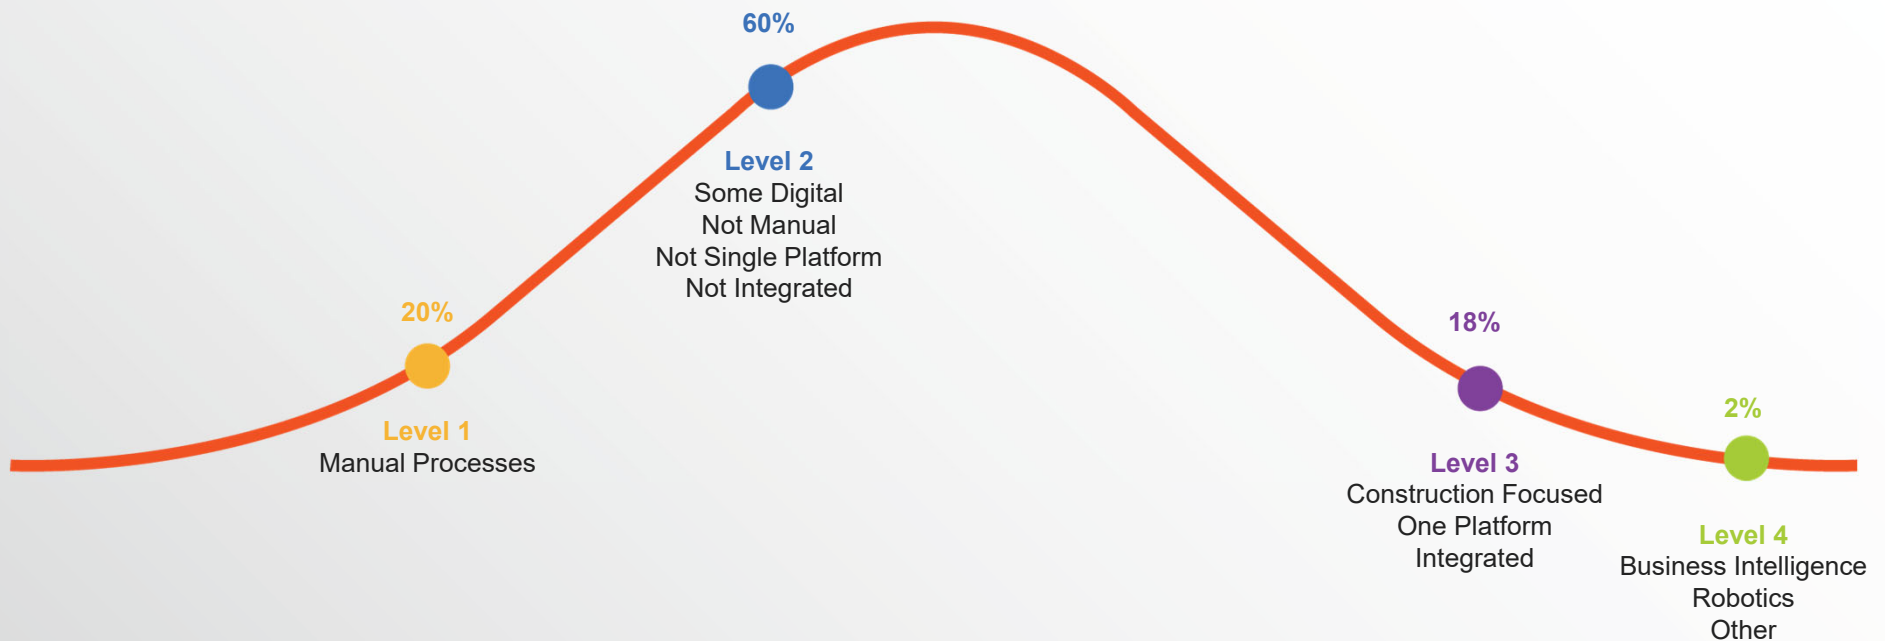 60%
Level 2
Some Digital
Not Manual
Not Single Platform
Not Integrated
20%
Level 1
Manual Processes
18%
Level 3
Construction Focused
One Platform
Integrated
2%
Level 4
Business Intelligence
Robotics
Other